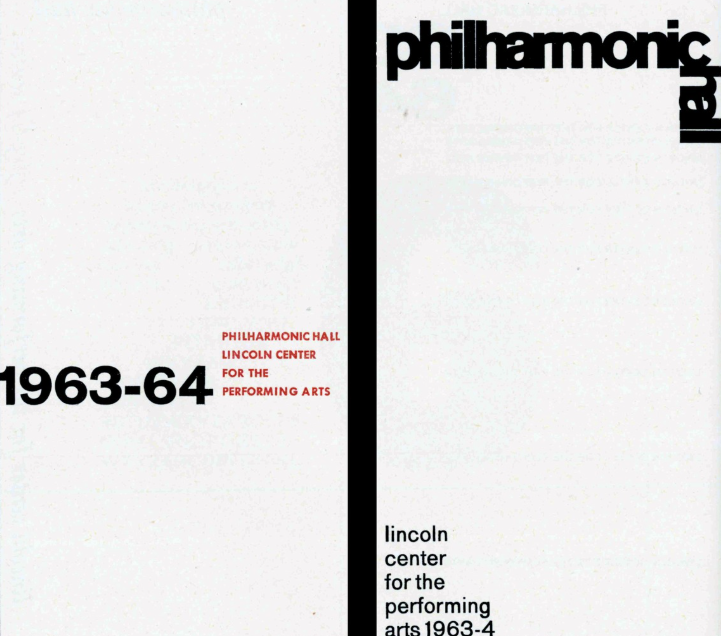 1963-64
PHILHARMONIC HALL
LINCOLN CENTER
FOR THE
PERFORMING ARTS
philharmonic
hall
lincoln
center
for the
performing
arts 1963-4